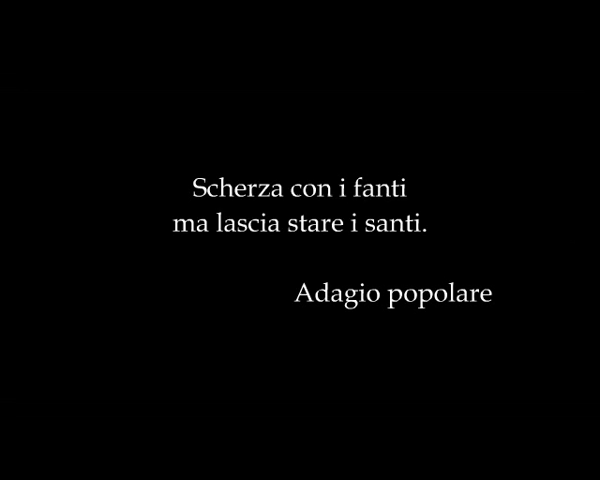 Scherza con i fanti
ma lascia stare i santi.
Adagio popolare